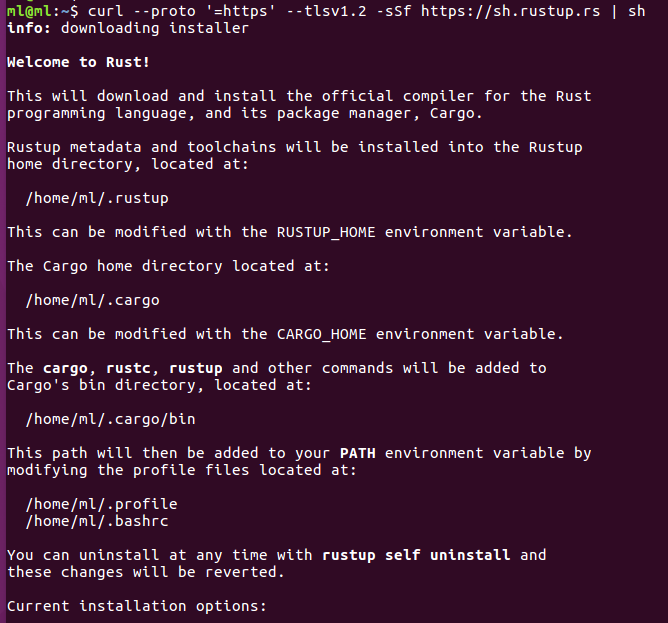 ml@ml:~$ curl --proto '=https' --tlsv1.2 -sSf https://sh.rustup.rs | sh
info: downloading installer
Welcome to Rust!
This will download and install the official compiler for the Rust
programming language, and its package manager, Cargo.
Rustup metadata and toolchains will be installed into the Rustup
home directory, located at:
/home/ml/.rustup
This can be modified with the RUSTUP_HOME environment variable.
The Cargo home directory located at:
/home/ml/.cargo
This can be modified with the CARGO_HOME environment variable.
The cargo, rustc, rustup and other commands will be added to
Cargo's bin directory, located at:
/home/ml/.cargo/bin
This path will then be added to your PATH environment variable by
modifying the profile files located at:
/home/ml/.profile
/home/ml/.bashrc
You can uninstall at any time with rustup self uninstall and
these changes will be reverted.
Current installation options: